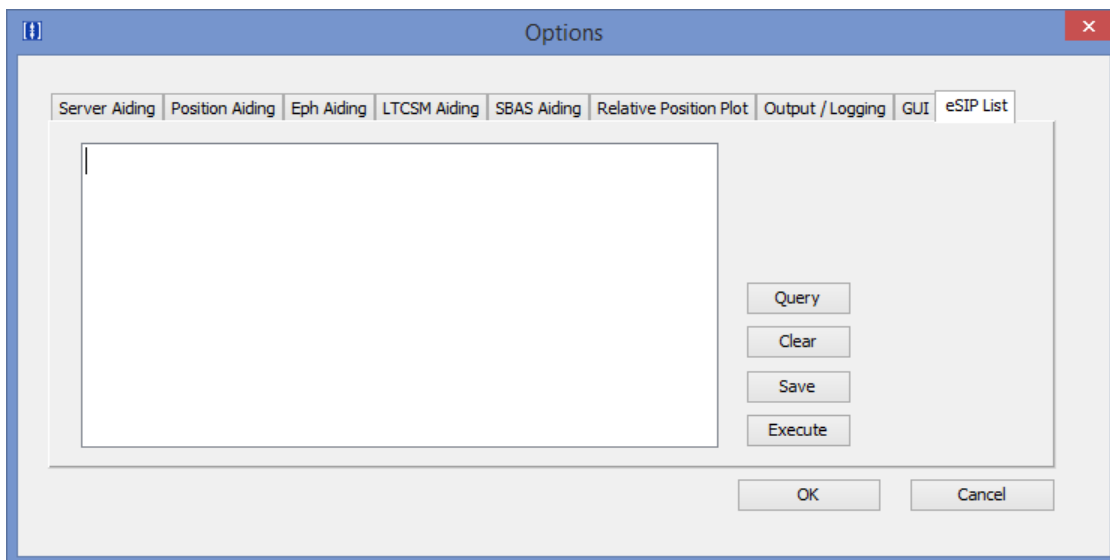 Options
Server Aiding Position Aiding Eph Aiding LTCSM Aiding SBAS Aiding Relative Position Plot Output / Logging GUI eSIP List
Query
Clear
Save
Execute
OK Cancel